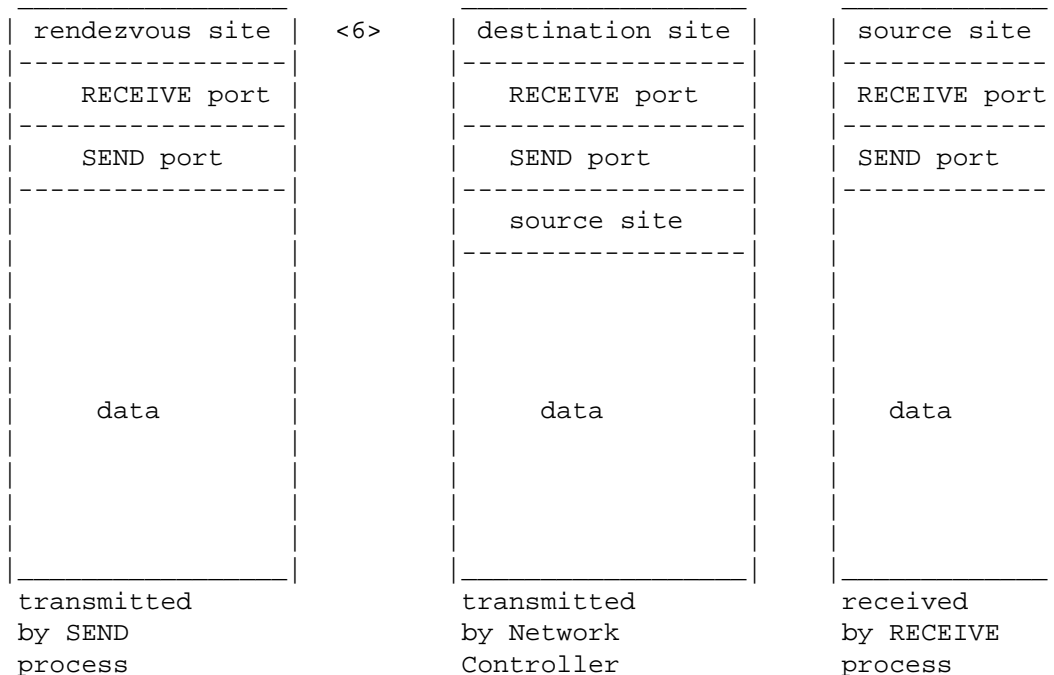 rendezvous site <6> destination site source site
RECEIVE port RECEIVE port RECEIVE port
SEND port SEND port SEND port
source site
data data data
transmitted transmitted received
by SEND by Network by RECEIVE
process Controller process